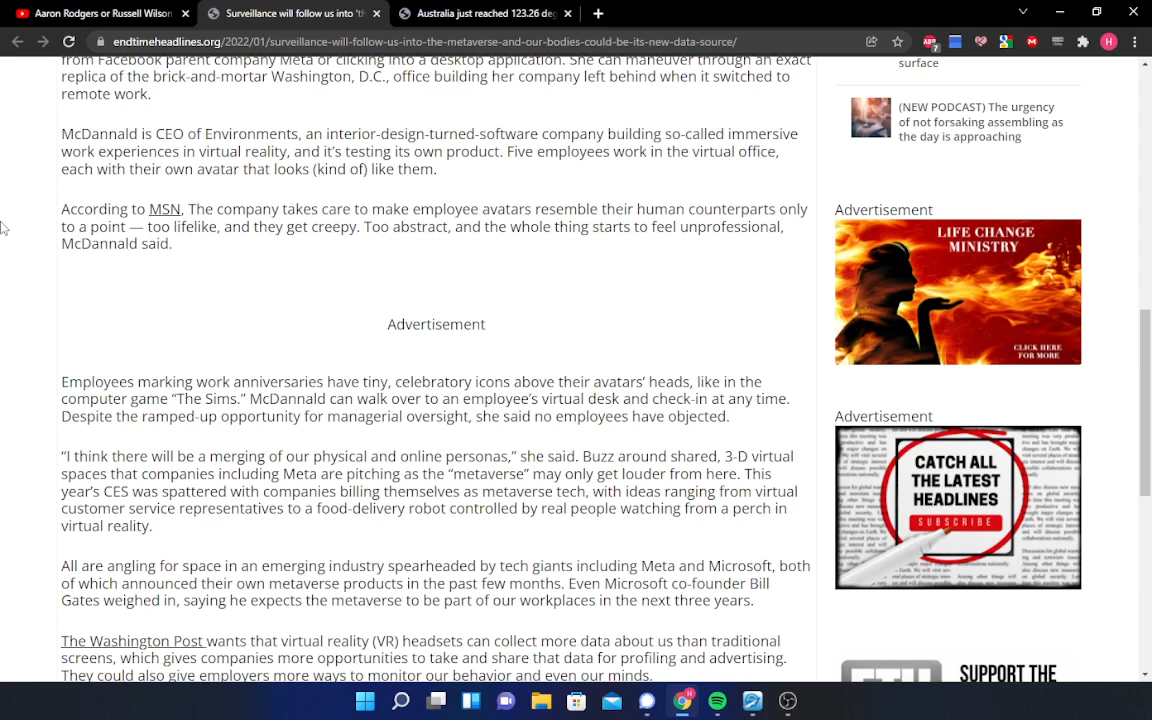 Aaron Rodgers or Russell Wilson
Surveillance will follow us into 'th
Australia just reached 123.26 deg
endtimeheadlines.org/2022/01/surveillance-will-follow-us-into-the-metaverse-and-our-bodies-could-be-its-new-data-source/
from Facebook parent company Meta or clicking into a desktop application. She can maneuver through an exact
replica of the brick-and-mortar Washington, D.C., office building her company left behind when it switched to
remote work.
McDannald is CEO of Environments, an interior-design-turned-software company building so-called immersive
work experiences in virtual reality, and it's testing its own product. Five employees work in the virtual office,
each with their own avatar that looks (kind of) like them.
According to MSN, The company takes care to make employee avatars resemble their human counterparts only
to a point — too lifelike, and they get creepy. Too abstract, and the whole thing starts to feel unprofessional,
McDannald said.
Advertisement
Employees marking work anniversaries have tiny, celebratory icons above their avatars' heads, like in the
computer game “The Sims.” McDannald can walk over to an employee's virtual desk and check-in at any time.
Despite the ramped-up opportunity for managerial oversight, she said no employees have objected.
“I think there will be a merging of our physical and online personas,” she said. Buzz around shared, 3-D virtual
spaces that companies including Meta are pitching as the “metaverse” may only get louder from here. This
year's CES was spattered with companies billing themselves as metaverse tech, with ideas ranging from virtual
customer service representatives to a food-delivery robot controlled by real people watching from a perch in
virtual reality.
All are angling for space in an emerging industry spearheaded by tech giants including Meta and Microsoft, both
of which announced their own metaverse products in the past few months. Even Microsoft co-founder Bill
Gates weighed in, saying he expects the metaverse to be part of our workplaces in the next three years.
The Washington Post wants that virtual reality (VR) headsets can collect more data about us than traditional
screens, which gives companies more opportunities to take and share that data for profiling and advertising.
They could also give employers more ways to monitor our behavior and even our minds.
surface
(NEW PODCAST) The urgency
of not forsaking assembling as
the day is approaching
Advertisement
LIFE CHANGE
MINISTRY
CLICK HERE
FOR MORE
Advertisement
CATCH ALL
THE LATEST
HEADLINES
SUBSCRIBE
SUPPORT THE